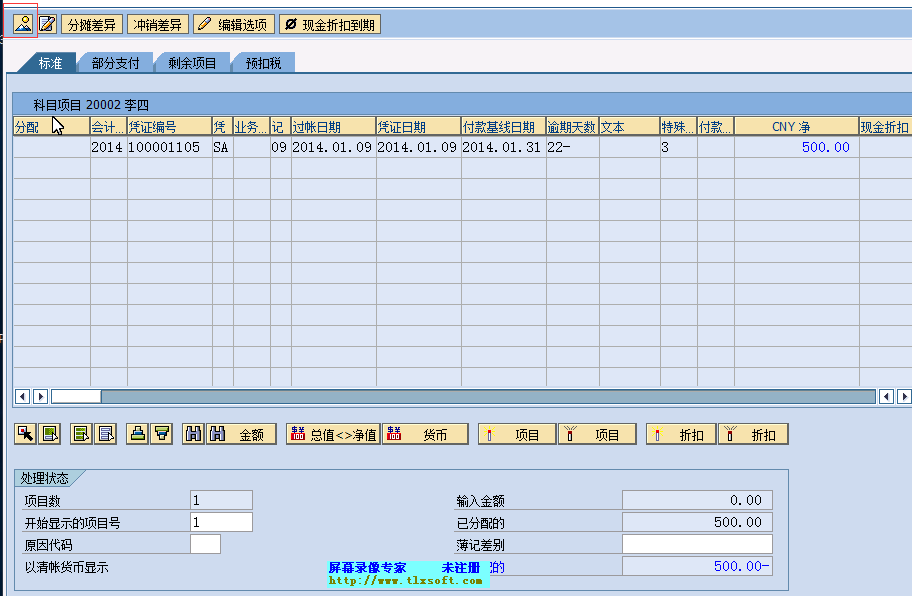 分摊差异 冲销差异 编辑选项 现金折扣到期
标准 部分支付 剩余项目 预扣税
科目项目 20002 李四
分配 会计... 凭证编号 凭 业务... 记 过帐日期 凭证日期 付款基线日期 逾期天数 文本 特殊... 付款... CNY 净 现金折扣
2014 100001105 SA 09 2014.01.09 2014.01.09 2014.01.31 22- 3 500.00
金额 总值<>净值 货币 项目 项目 折扣 折扣
处理状态
项目数 1 输入金额 0.00
开始显示的项目号 1 已分配的 500.00
原因代码 薄记差别
以清帐货币显示 的 500.00-
屏幕录像专家 未注册
http://www.tlxsoft.com